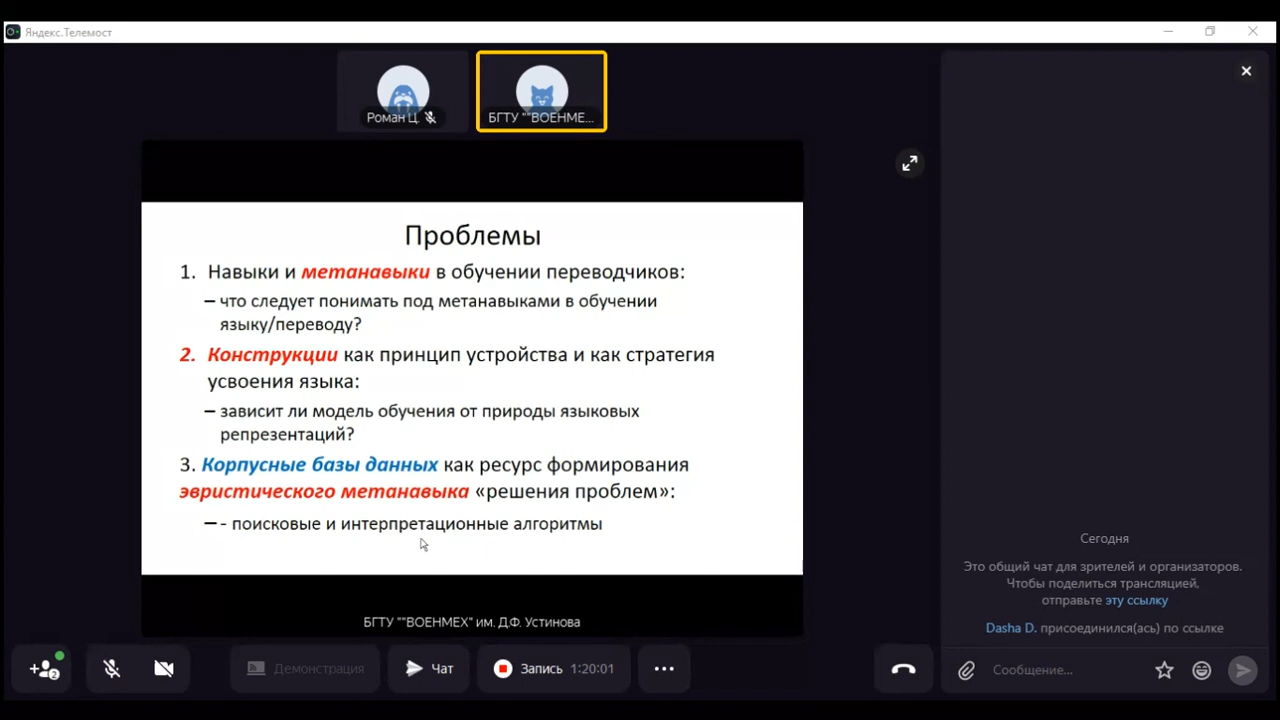 Яндекс.Телемост
Роман Ц.
БГТУ ""ВОЕНМЕ...
Проблемы
1. Навыки и метанавыки в обучении переводчиков:
– что следует понимать под метанавыками в обучении
языку/переводу?
2. Конструкции как принцип устройства и как стратегия
усвоения языка:
– зависит ли модель обучения от природы языковых
репрезентаций?
3. Корпусные базы данных как ресурс формирования
эвристического метанавыка «решения проблем»:
– - поисковые и интерпретационные алгоритмы
БГТУ ""ВОЕНМЕХ" им. Д.Ф. Устинова
Сегодня
Это общий чат для зрителей и организаторов.
Чтобы поделиться трансляцией,
отправьте эту ссылку
Dasha D. присоединился(ась) по ссылке
2
Демонстрация
Чат
Запись 1:20:01
Сообщение...